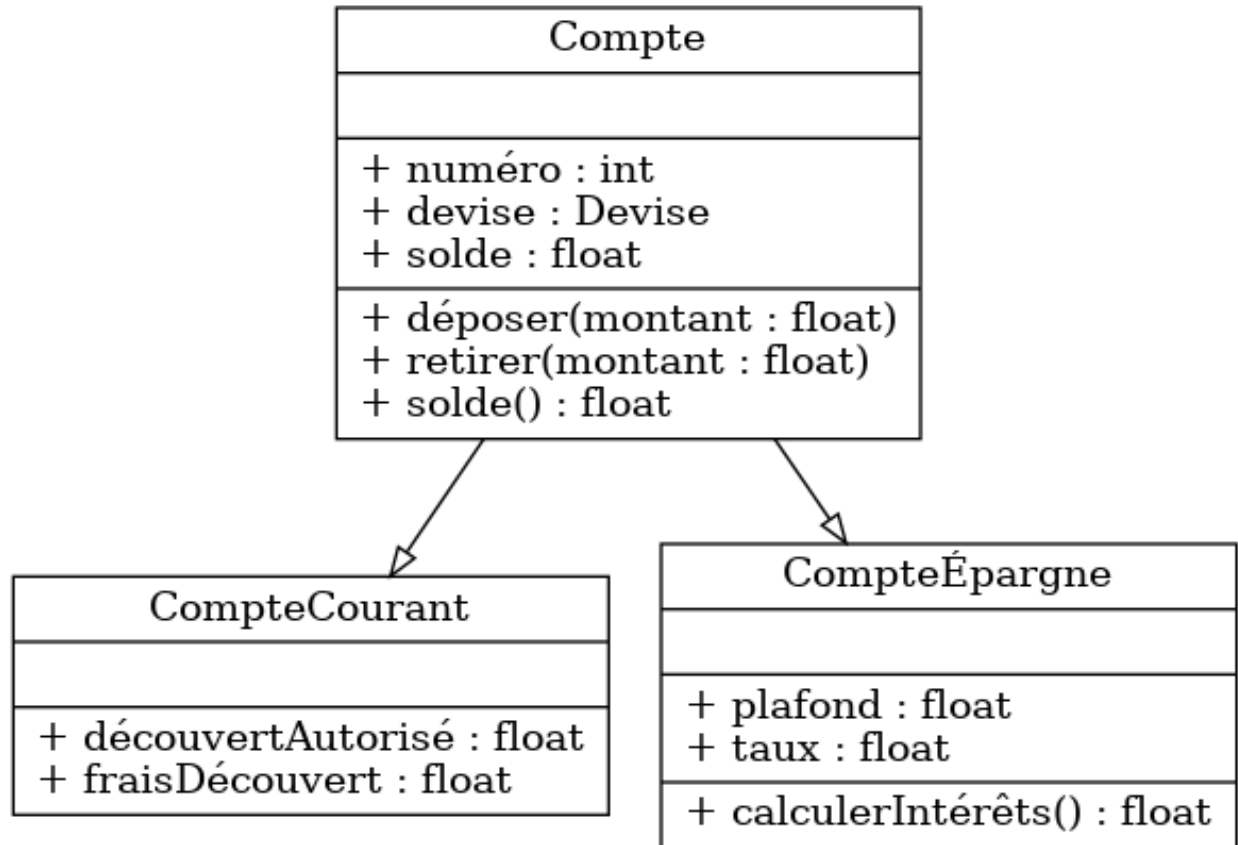 Compte
+ numéro : int
+ devise : Devise
+ solde : float
+ déposer(montant : float)
+ retirer(montant : float)
+ solde() : float
CompteCourant
+ découvertAutorisé : float
+ fraisDécouvert : float
CompteÉpargne
+ plafond : float
+ taux : float
+ calculerIntérêts() : float